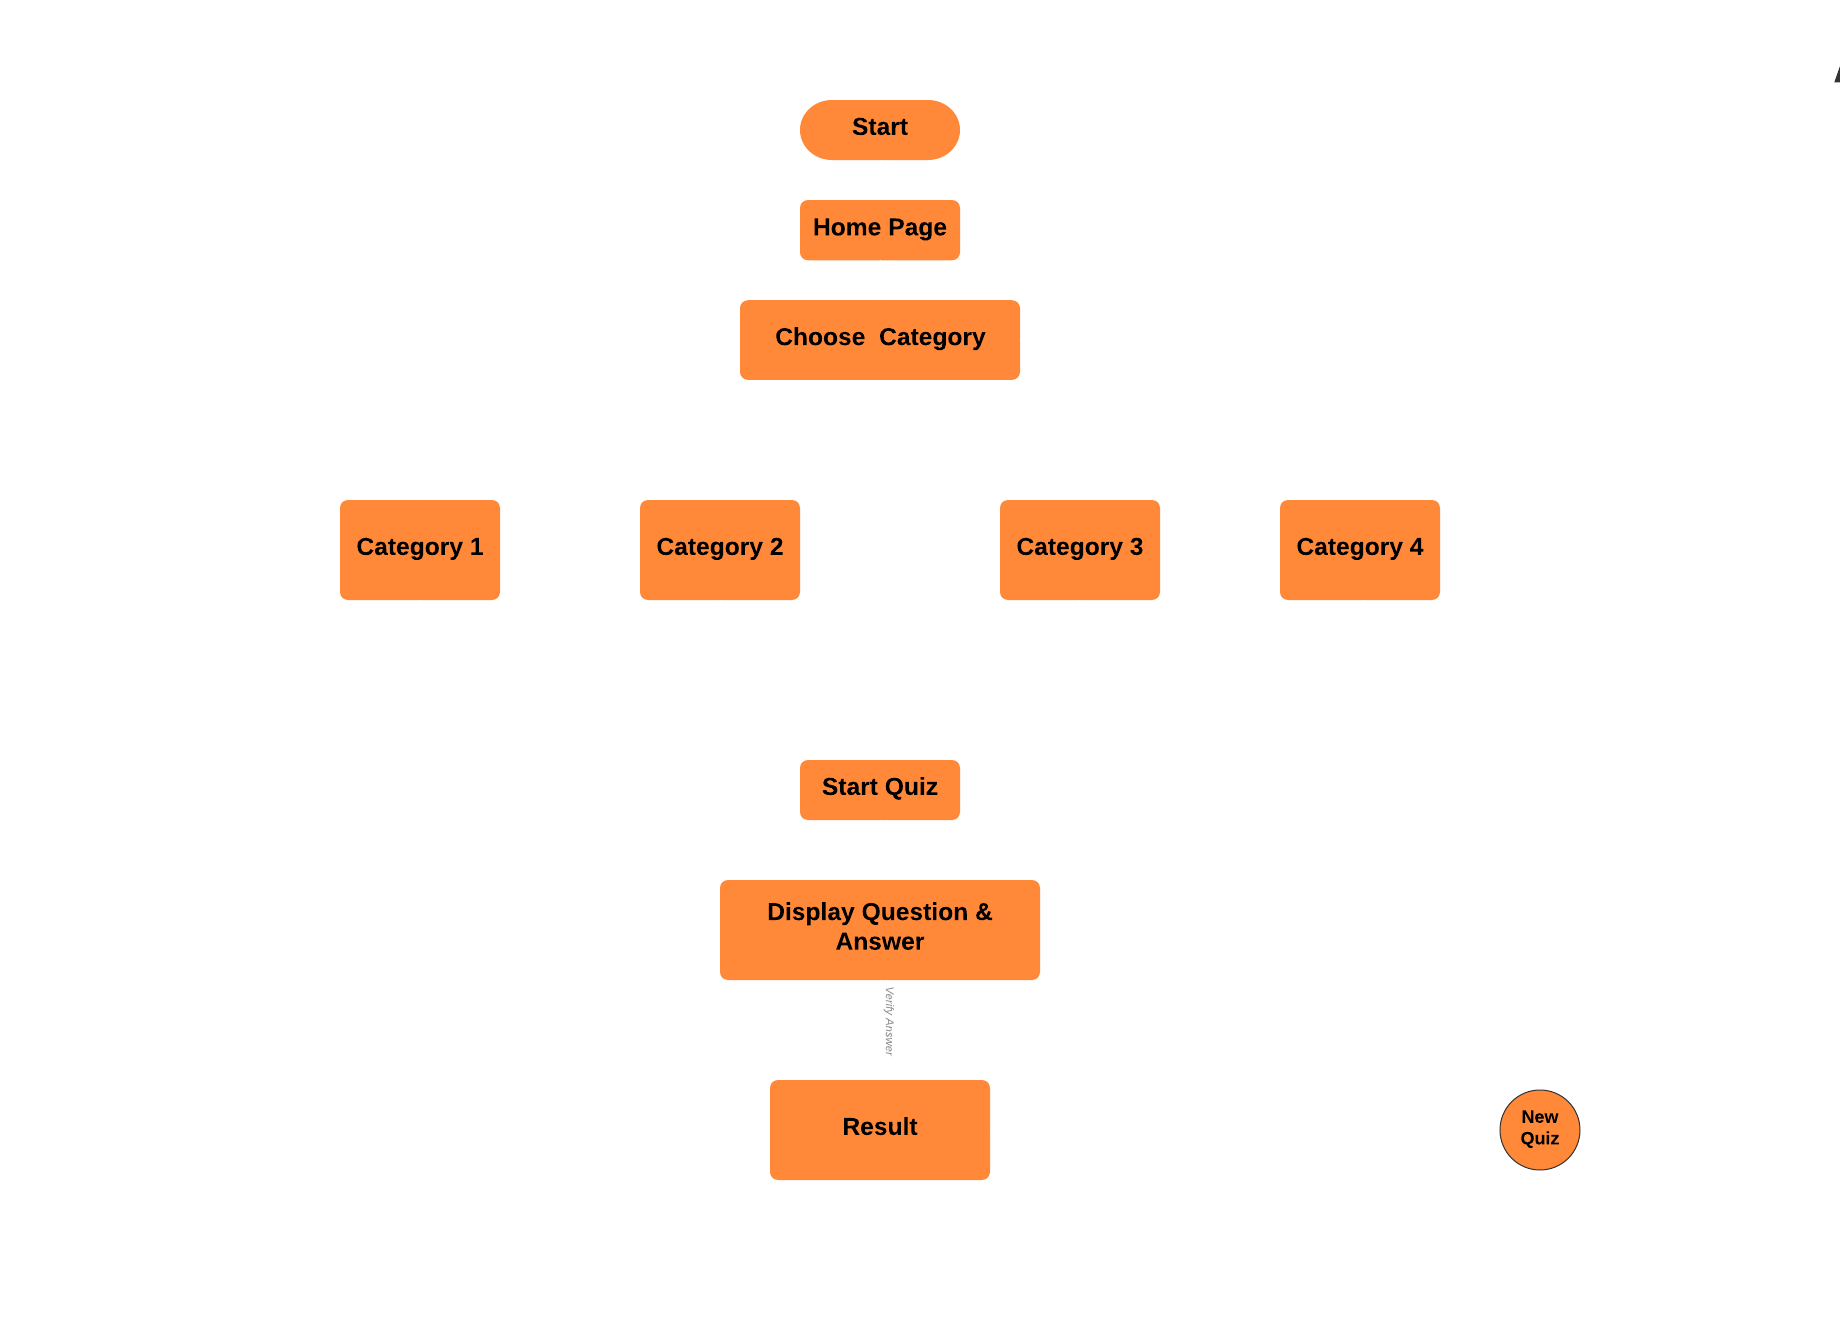 Start
Home Page
Choose  Category
Category 1
Category 2
Category 3
Category 4
Start Quiz
Display Question &
Answer
Verify Answer
Result
New
Quiz